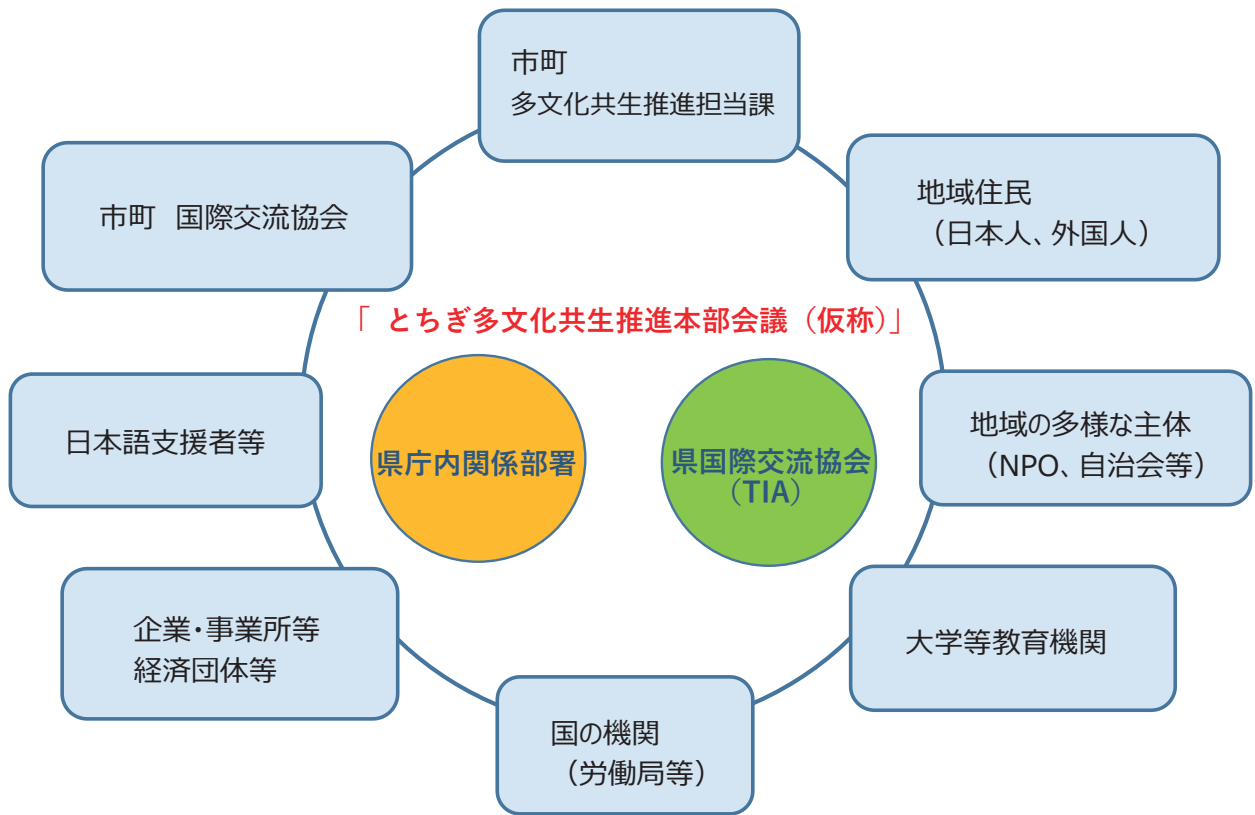 市町
多文化共生推進担当課
市町 国際交流協会
地域住民
（日本人、外国人）
「 とちぎ多文化共生推進本部会議（仮称）」
日本語支援者等
県庁内関係部署
県国際交流協会
（TIA）
地域の多様な主体
（NPO、自治会等）
企業・事業所等
経済団体等
大学等教育機関
国の機関
（労働局等）